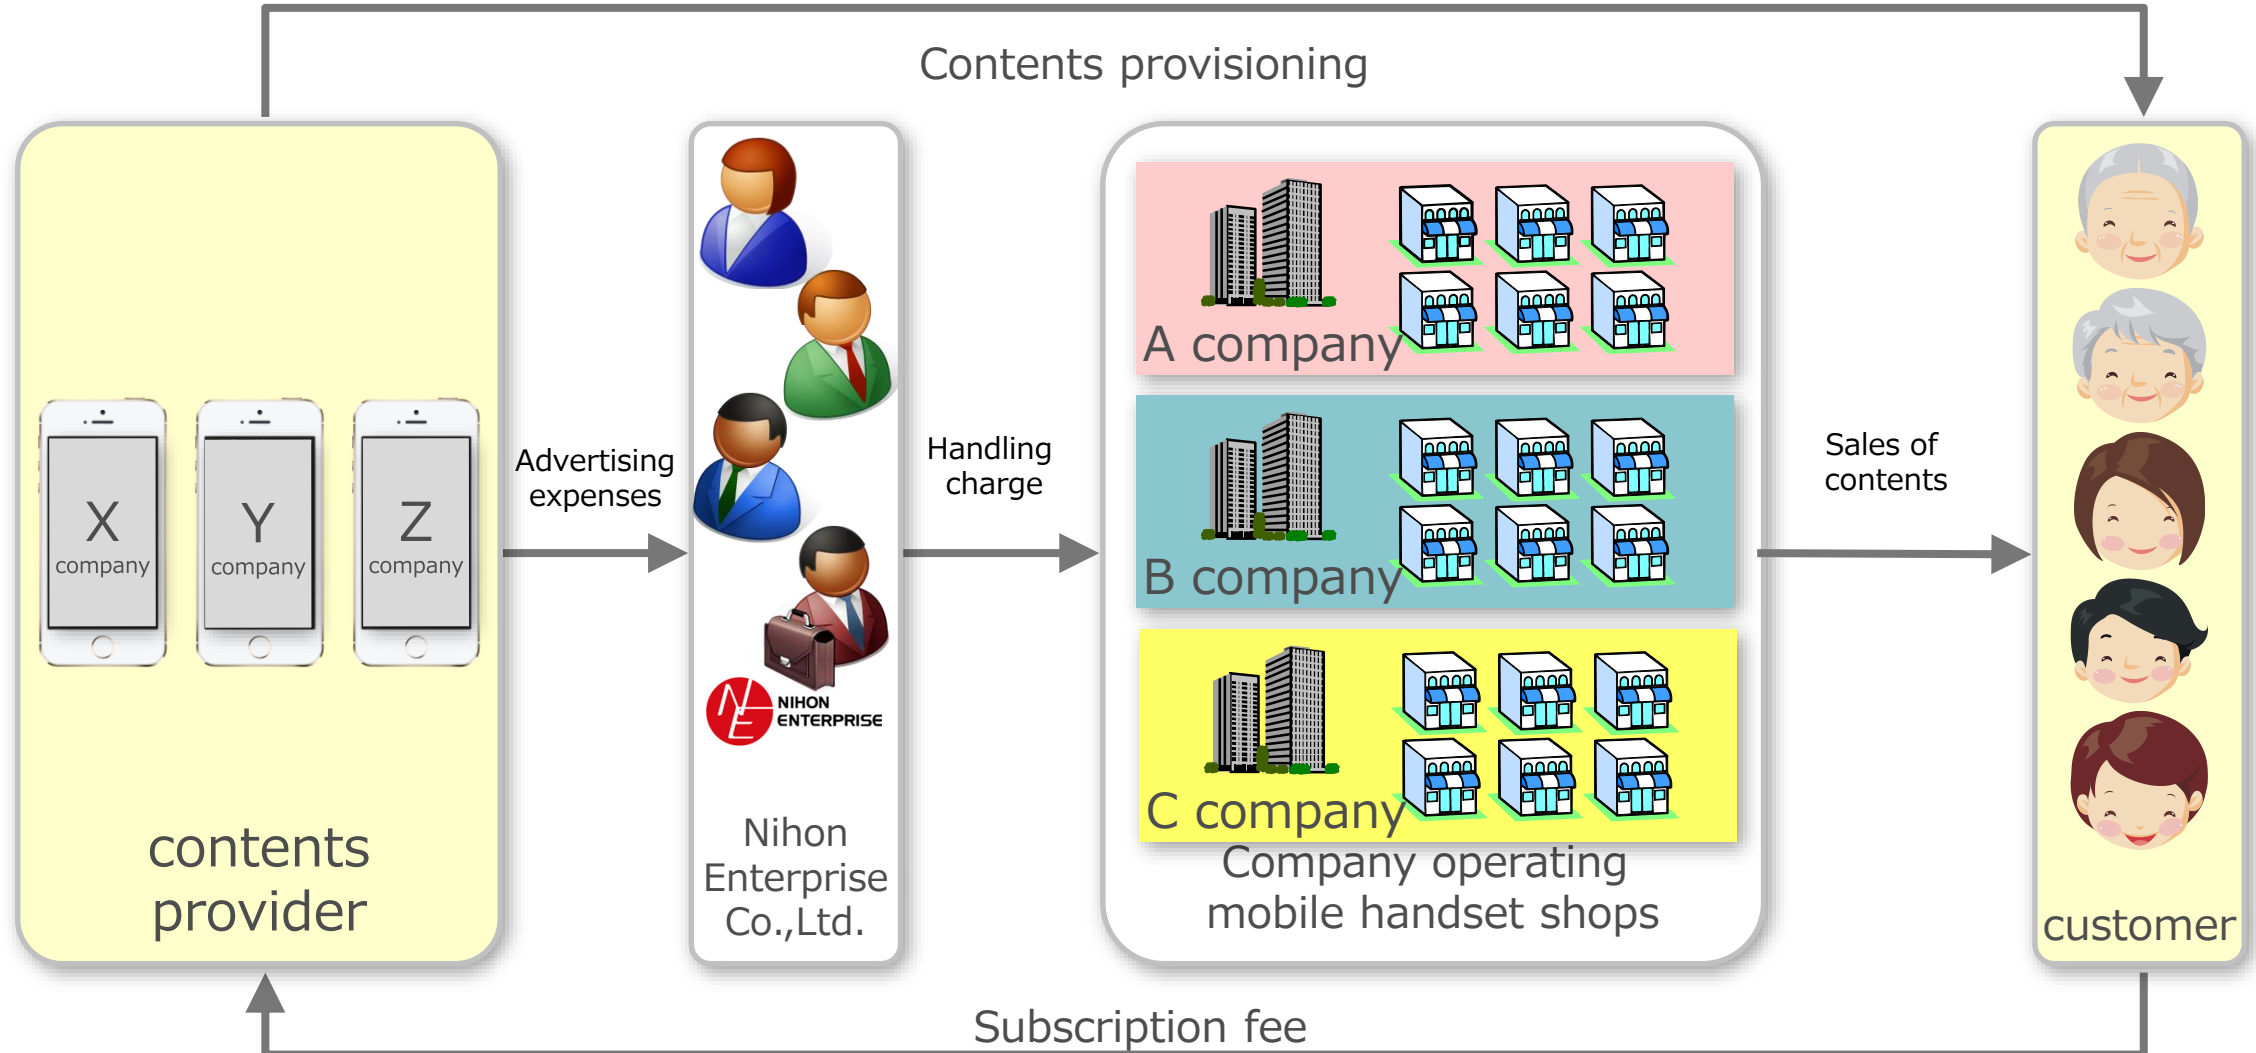 Contents provisioning
X
company
Y
company
Z
company
contents
provider
Advertising
expenses
NE
NIHON
ENTERPRISE
Nihon
Enterprise
Co.,Ltd.
Handling
charge
A company
B company
C company
Company operating
mobile handset shops
Sales of
contents
customer
Subscription fee